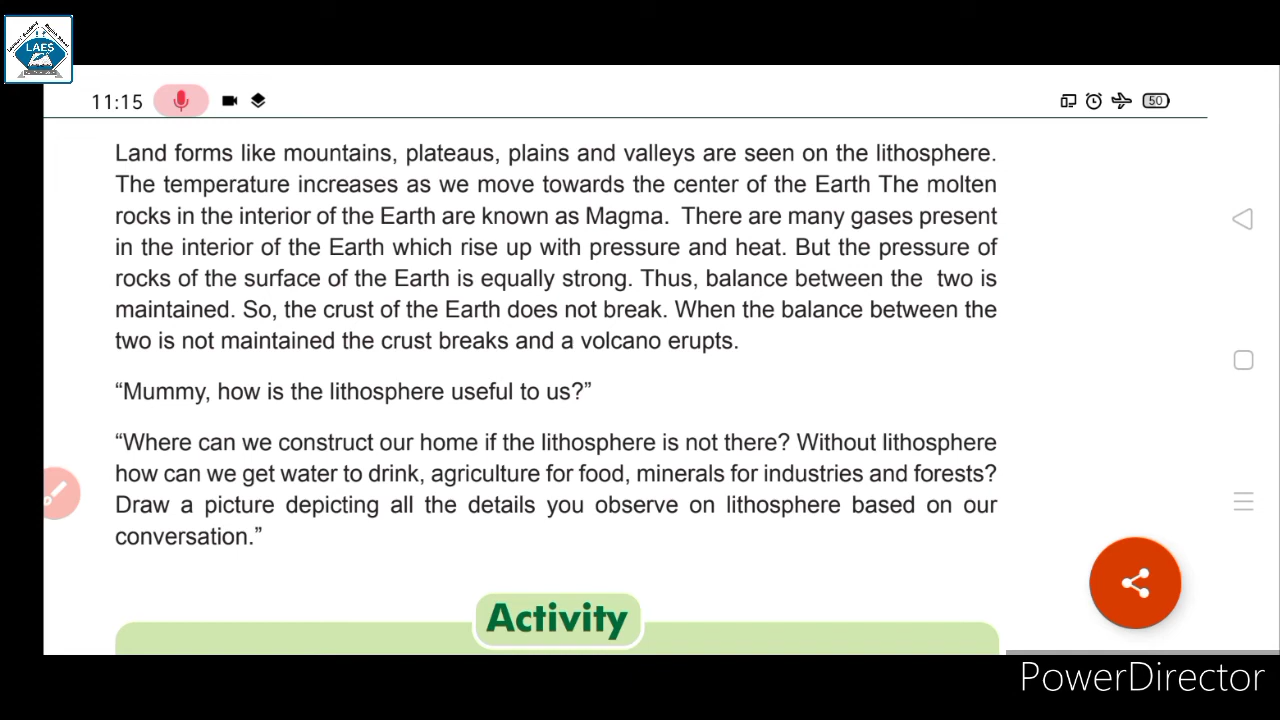 LAES
11:15
50
Land forms like mountains, plateaus, plains and valleys are seen on the lithosphere.
The temperature increases as we move towards the center of the Earth The molten
rocks in the interior of the Earth are known as Magma. There are many gases present
in the interior of the Earth which rise up with pressure and heat. But the pressure of
rocks of the surface of the Earth is equally strong. Thus, balance between the two is
maintained. So, the crust of the Earth does not break. When the balance between the
two is not maintained the crust breaks and a volcano erupts.
“Mummy, how is the lithosphere useful to us?”
“Where can we construct our home if the lithosphere is not there? Without lithosphere
how can we get water to drink, agriculture for food, minerals for industries and forests?
Draw a picture depicting all the details you observe on lithosphere based on our
conversation.”
Activity
PowerDirector